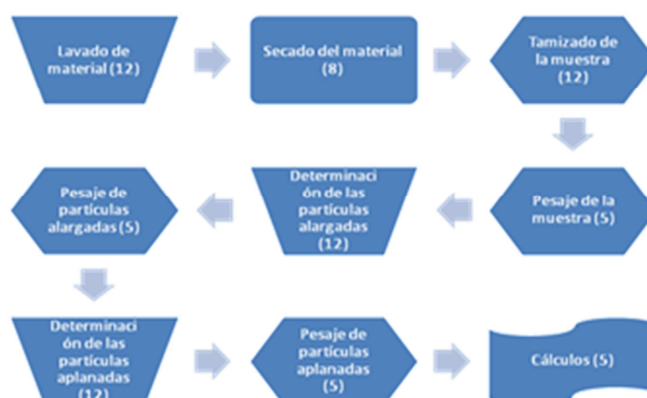 Lavado de
material (12)
Secado del material
(8)
Tamizado de
la muestra
(12)
Pesaje de la
muestra (5)
Determinaci
ón de las
partículas
alargadas
(12)
Pesaje de
partículas
alargadas (5)
Determinaci
ón de las
partículas
aplanadas
(12)
Pesaje de
partículas
aplanadas
(5)
Cálculos (5)